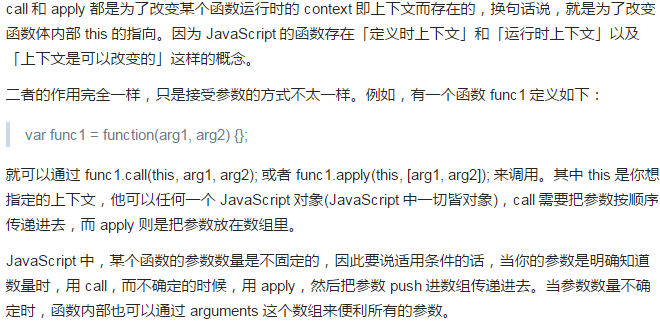 call 和 apply 都是为了改变某个函数运行时的 context 即上下文而存在的，换句话说，就是为了改变
函数体内部 this 的指向。因为 JavaScript 的函数存在「定义时上下文」和「运行时上下文」以及
「上下文是可以改变的」这样的概念。
二者的作用完全一样，只是接受参数的方式不太一样。例如，有一个函数 func1 定义如下：
var func1 = function(arg1, arg2) {};
就可以通过 func1.call(this, arg1, arg2); 或者 func1.apply(this, [arg1, arg2]); 来调用。其中 this 是你想
指定的上下文，他可以任何一个 JavaScript 对象(JavaScript 中一切皆对象)，call 需要把参数按顺序
传递进去，而 apply 则是把参数放在数组里。
JavaScript 中，某个函数的参数数量是不固定的，因此要说适用条件的话，当你的参数是明确知道
数量时，用 call，而不确定的时候，用 apply，然后把参数 push 进数组传递进去。当参数数量不确
定时，函数内部也可以通过 arguments 这个数组来便利所有的参数。